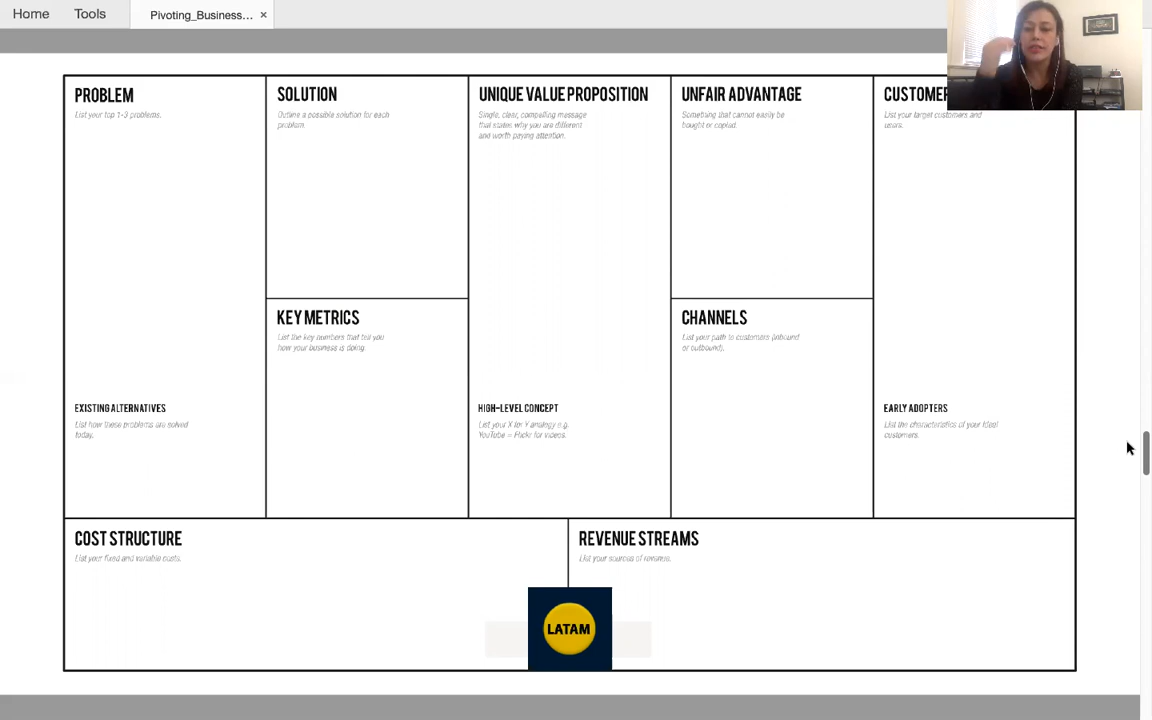 Home
Tools
Pivoting_Business... ×
PROBLEM
List your top 1-3 problems.
SOLUTION
Outline a possible solution for each
problem.
UNIQUE VALUE PROPOSITION
Single, clear, compelling message
that states why you are different
and worth paying attention.
UNFAIR ADVANTAGE
Something that cannot easily be
bought or copied.
CUSTOMER
List your target customers and
users.
KEY METRICS
List the key numbers that tell you
how your business is doing.
CHANNELS
List your path to customers (inbound
or outbound).
EXISTING ALTERNATIVES
List how these problems are solved
today.
HIGH-LEVEL CONCEPT
List your X for Y analogy e.g.
YouTube = Flickr for videos.
EARLY ADOPTERS
List the characteristics of your ideal
customers.
COST STRUCTURE
List your fixed and variable costs.
REVENUE STREAMS
List your sources of revenue.
LATAM